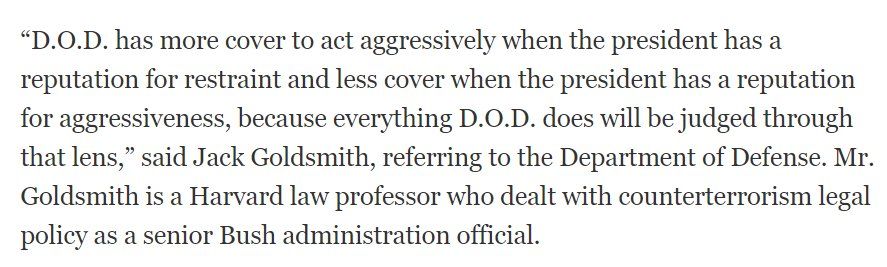 “D.O.D. has more cover to act aggressively when the president has a
reputation for restraint and less cover when the president has a reputation
for aggressiveness, because everything D.O.D. does will be judged through
that lens,” said Jack Goldsmith, referring to the Department of Defense. Mr.
Goldsmith is a Harvard law professor who dealt with counterterrorism legal
policy as a senior Bush administration official.